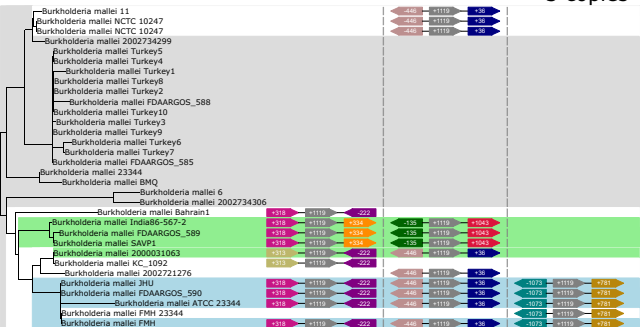 copies
Burkholderia mallei 11 -446 +1119 +36
Burkholderia mallei NCTC 10247 -446 +1119 +36
Burkholderia mallei NCTC 10247 -446 +1119 +36
Burkholderia mallei 2002734299
Burkholderia mallei Turkey5
Burkholderia mallei Turkey4
Burkholderia mallei Turkey1
Burkholderia mallei Turkey8
Burkholderia mallei Turkey2
Burkholderia mallei FDAARGOS_588
Burkholderia mallei Turkey10
Burkholderia mallei Turkey3
Burkholderia mallei Turkey9
Burkholderia mallei Turkey6
Burkholderia mallei Turkey7
Burkholderia mallei FDAARGOS_585
Burkholderia mallei 23344
Burkholderia mallei BMQ
Burkholderia mallei 6
Burkholderia mallei 2002734306
Burkholderia mallei Bahrain1 +318 +1119 -222
Burkholderia mallei India86-567-2 +318 +1119 +334 -135 +1119 +1043
Burkholderia mallei FDAARGOS_589 +318 +1119 +334 -135 +1119 +1043
Burkholderia mallei SAVP1 +318 +1119 +334 -135 +1119 +1043
Burkholderia mallei 2000031063 +313 +1119 -222 -446 +1119 +36
Burkholderia mallei KC_1092 +313 +1119 -222
Burkholderia mallei 2002721276 -446 +1119 +36
Burkholderia mallei JHU +318 +1119 -222 -446 +1119 +36 -1073 +1119 +781
Burkholderia mallei FDAARGOS_590 +318 +1119 -222 -446 +1119 +36 -1073 +1119 +781
Burkholderia mallei ATCC 23344 +318 +1119 -222 -446 +1119 +36 -1073 +1119 +781
Burkholderia mallei FMH 23344 -446 +1119 +36 -1073 +1119 +781
Burkholderia mallei FMH +318 +1119 -222 -446 +1119 +36 -1073 +1119 +781